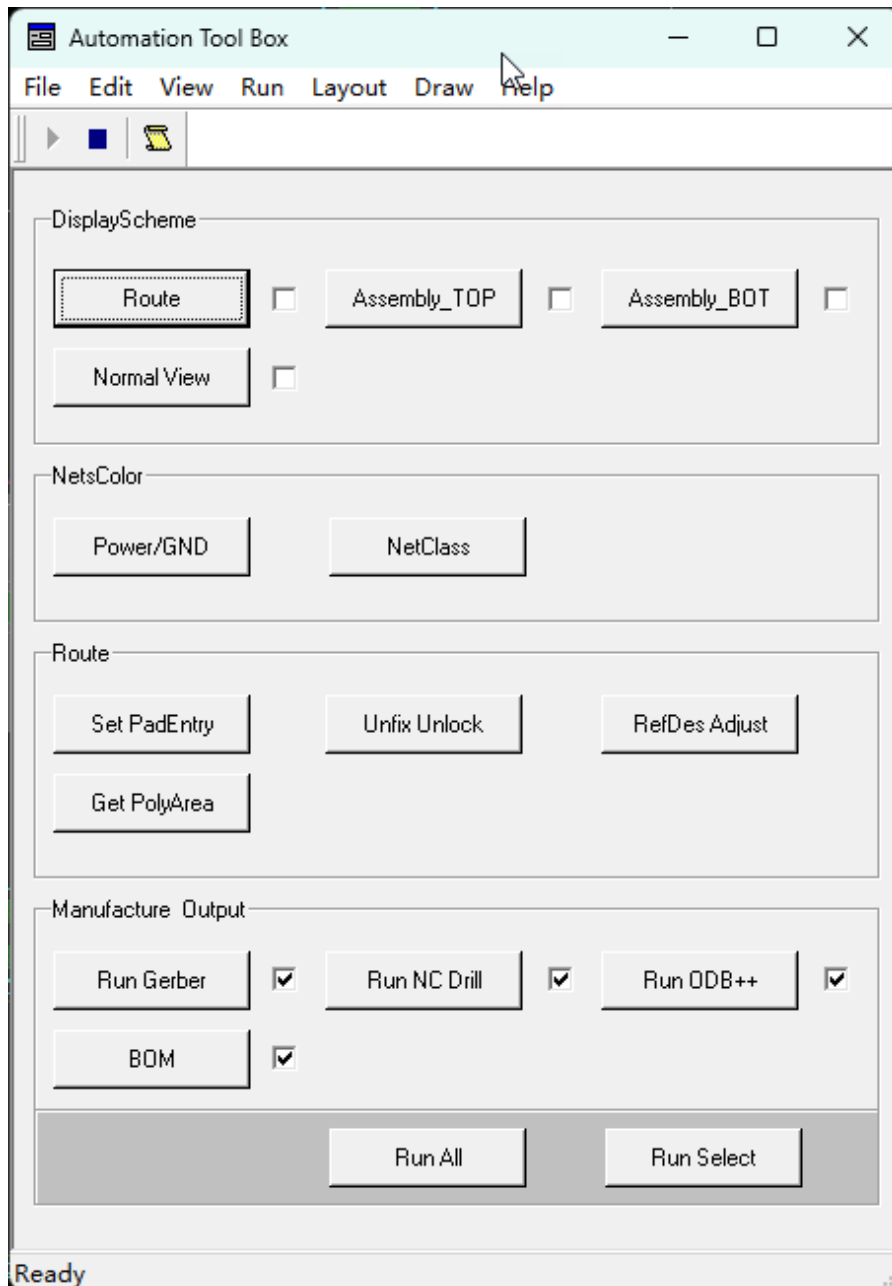 Automation Tool Box
File Edit View Run Layout Draw Help
DisplayScheme
Route Assembly_TOP Assembly_BOT
Normal View
NetsColor
Power/GND NetClass
Route
Set PadEntry Unfix Unlock RefDes Adjust
Get PolyArea
Manufacture Output
Run Gerber Run NC Drill Run ODB++
BOM
Run All Run Select
Ready